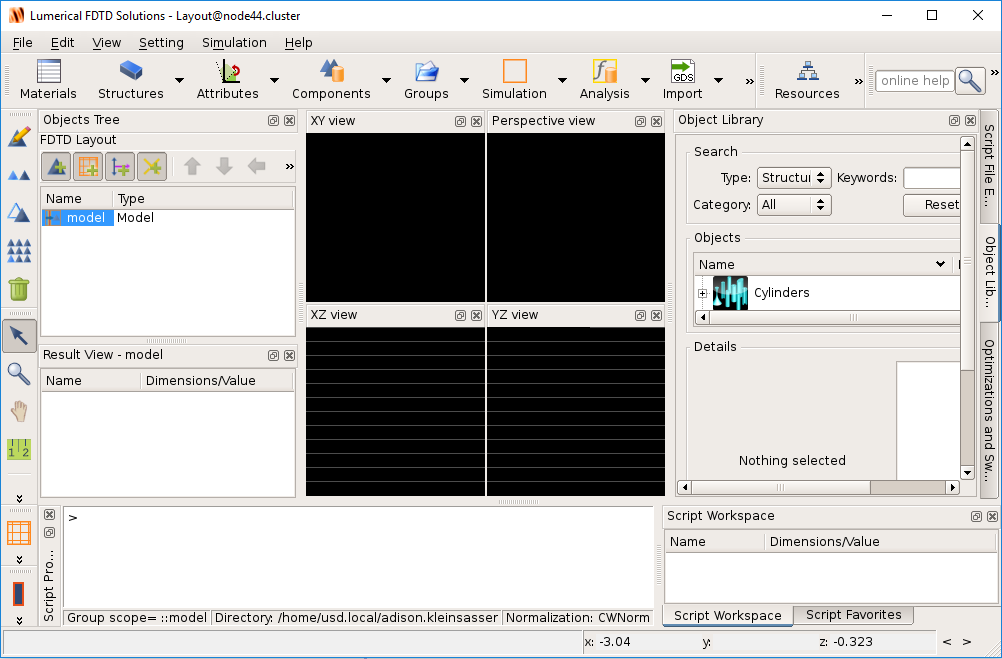 Lumerical FDTD Solutions - Layout@node44.cluster
File Edit View Setting Simulation Help
Materials Structures Attributes Components Groups Simulation Analysis Import » Resources » online help »
GDS
Objects Tree
FDTD Layout
»
Name Type
model Model
Result View - model
Name Dimensions/Value
XY view
Perspective view
XZ view
YZ view
Object Library
Search
Type: Structur Keywords:
Category: All Reset
Objects
Name
Cylinders
Details
Nothing selected
Script File E...
Object Lib...
Optimizations and Sw...
1 2
Script Pro...
>
Group scope= ::model Directory: /home/usd.local/adison.kleinsasser Normalization: CWNorm
Script Workspace
Name Dimensions/Value
Script Workspace Script Favorites
x: -3.04 y: z: -0.323 < >